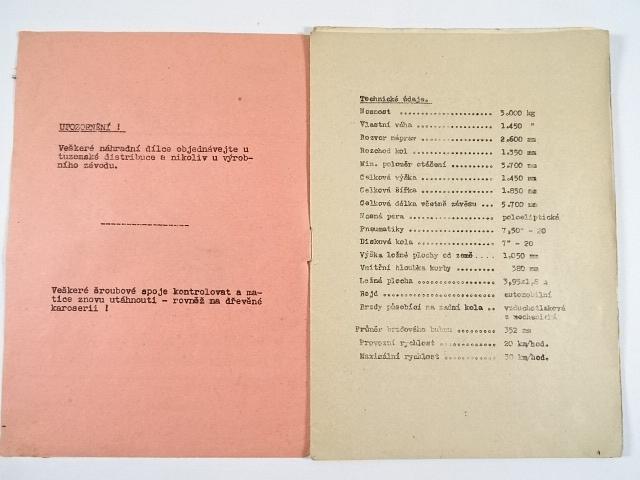 UPOZORNĚNÍ !
Veškeré náhradní dílce objednávejte u
tuzemské distribuce a nikoliv u výrob-
ního závodu.
-------------------
Veškeré šroubové spoje kontrolovat a ma-
tice znovu utáhnouti - rovněž na dřevěné
karoserii !
Technické údaje.
Nosnost ...................... 3.000 kg
Vlastní váha ................. 1.450 "
Rozvor náprav ................ 2.600 mm
Rozchod kol .................. 1.350 mm
Min. poloměr otáčení ......... 5.700 mm
Celková výška ................ 1.450 mm
Celková šířka ................ 1.850 mm
Celková délka včetně závěsu ... 5.700 mm
Nosná pera ................... poloeliptická
Pneumatiky ................... 7,50" - 20
Disková kola ................. 7" - 20
Výška ložné plochy od země .... 1.050 mm
Vnitřní hloubka korby ........ 380 mm
Ložná plocha ................. 3,95x1,8 m
Rejd ......................... automobilní
Brzdy působící na zadní kola .. vzduchotlaková
a mechanická
Průměr brzdového bubnu ......... 352 mm
Provozní rychlost ............ 20 km/hod.
Maximální rychlost ........... 30 km/hod.